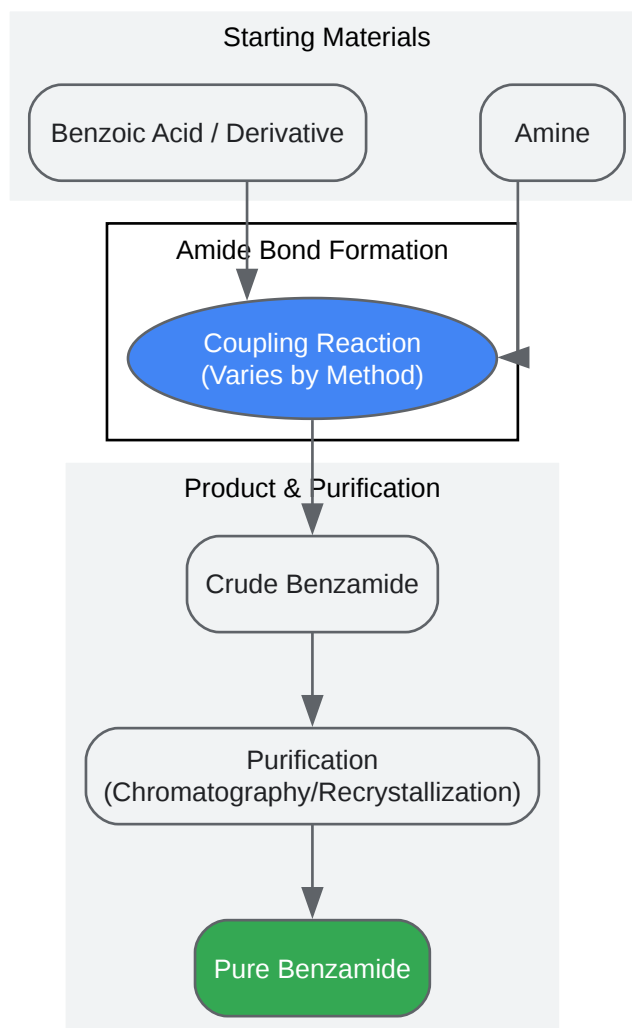 Starting Materials
Benzoic Acid / Derivative
Amine
Amide Bond Formation
Coupling Reaction
(Varies by Method)
Product & Purification
Crude Benzamide
Purification
(Chromatography/Recrystallization)
Pure Benzamide